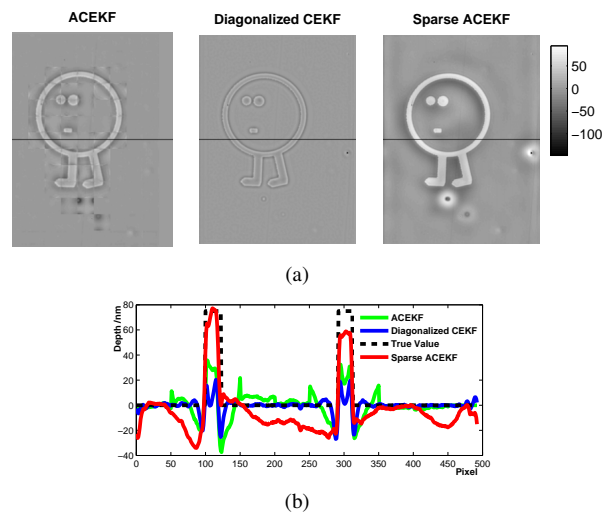 ACEKF Diagonalized CEKF Sparse ACEKF
50
0
−50
−100
(a)
80
60
40
20
0
−20
−40
Depth /nm
ACEKF
Diagonalized CEKF
True Value
Sparse ACEKF
0 50 100 150 200 250 300 350 400 450 500
Pixel
(b)